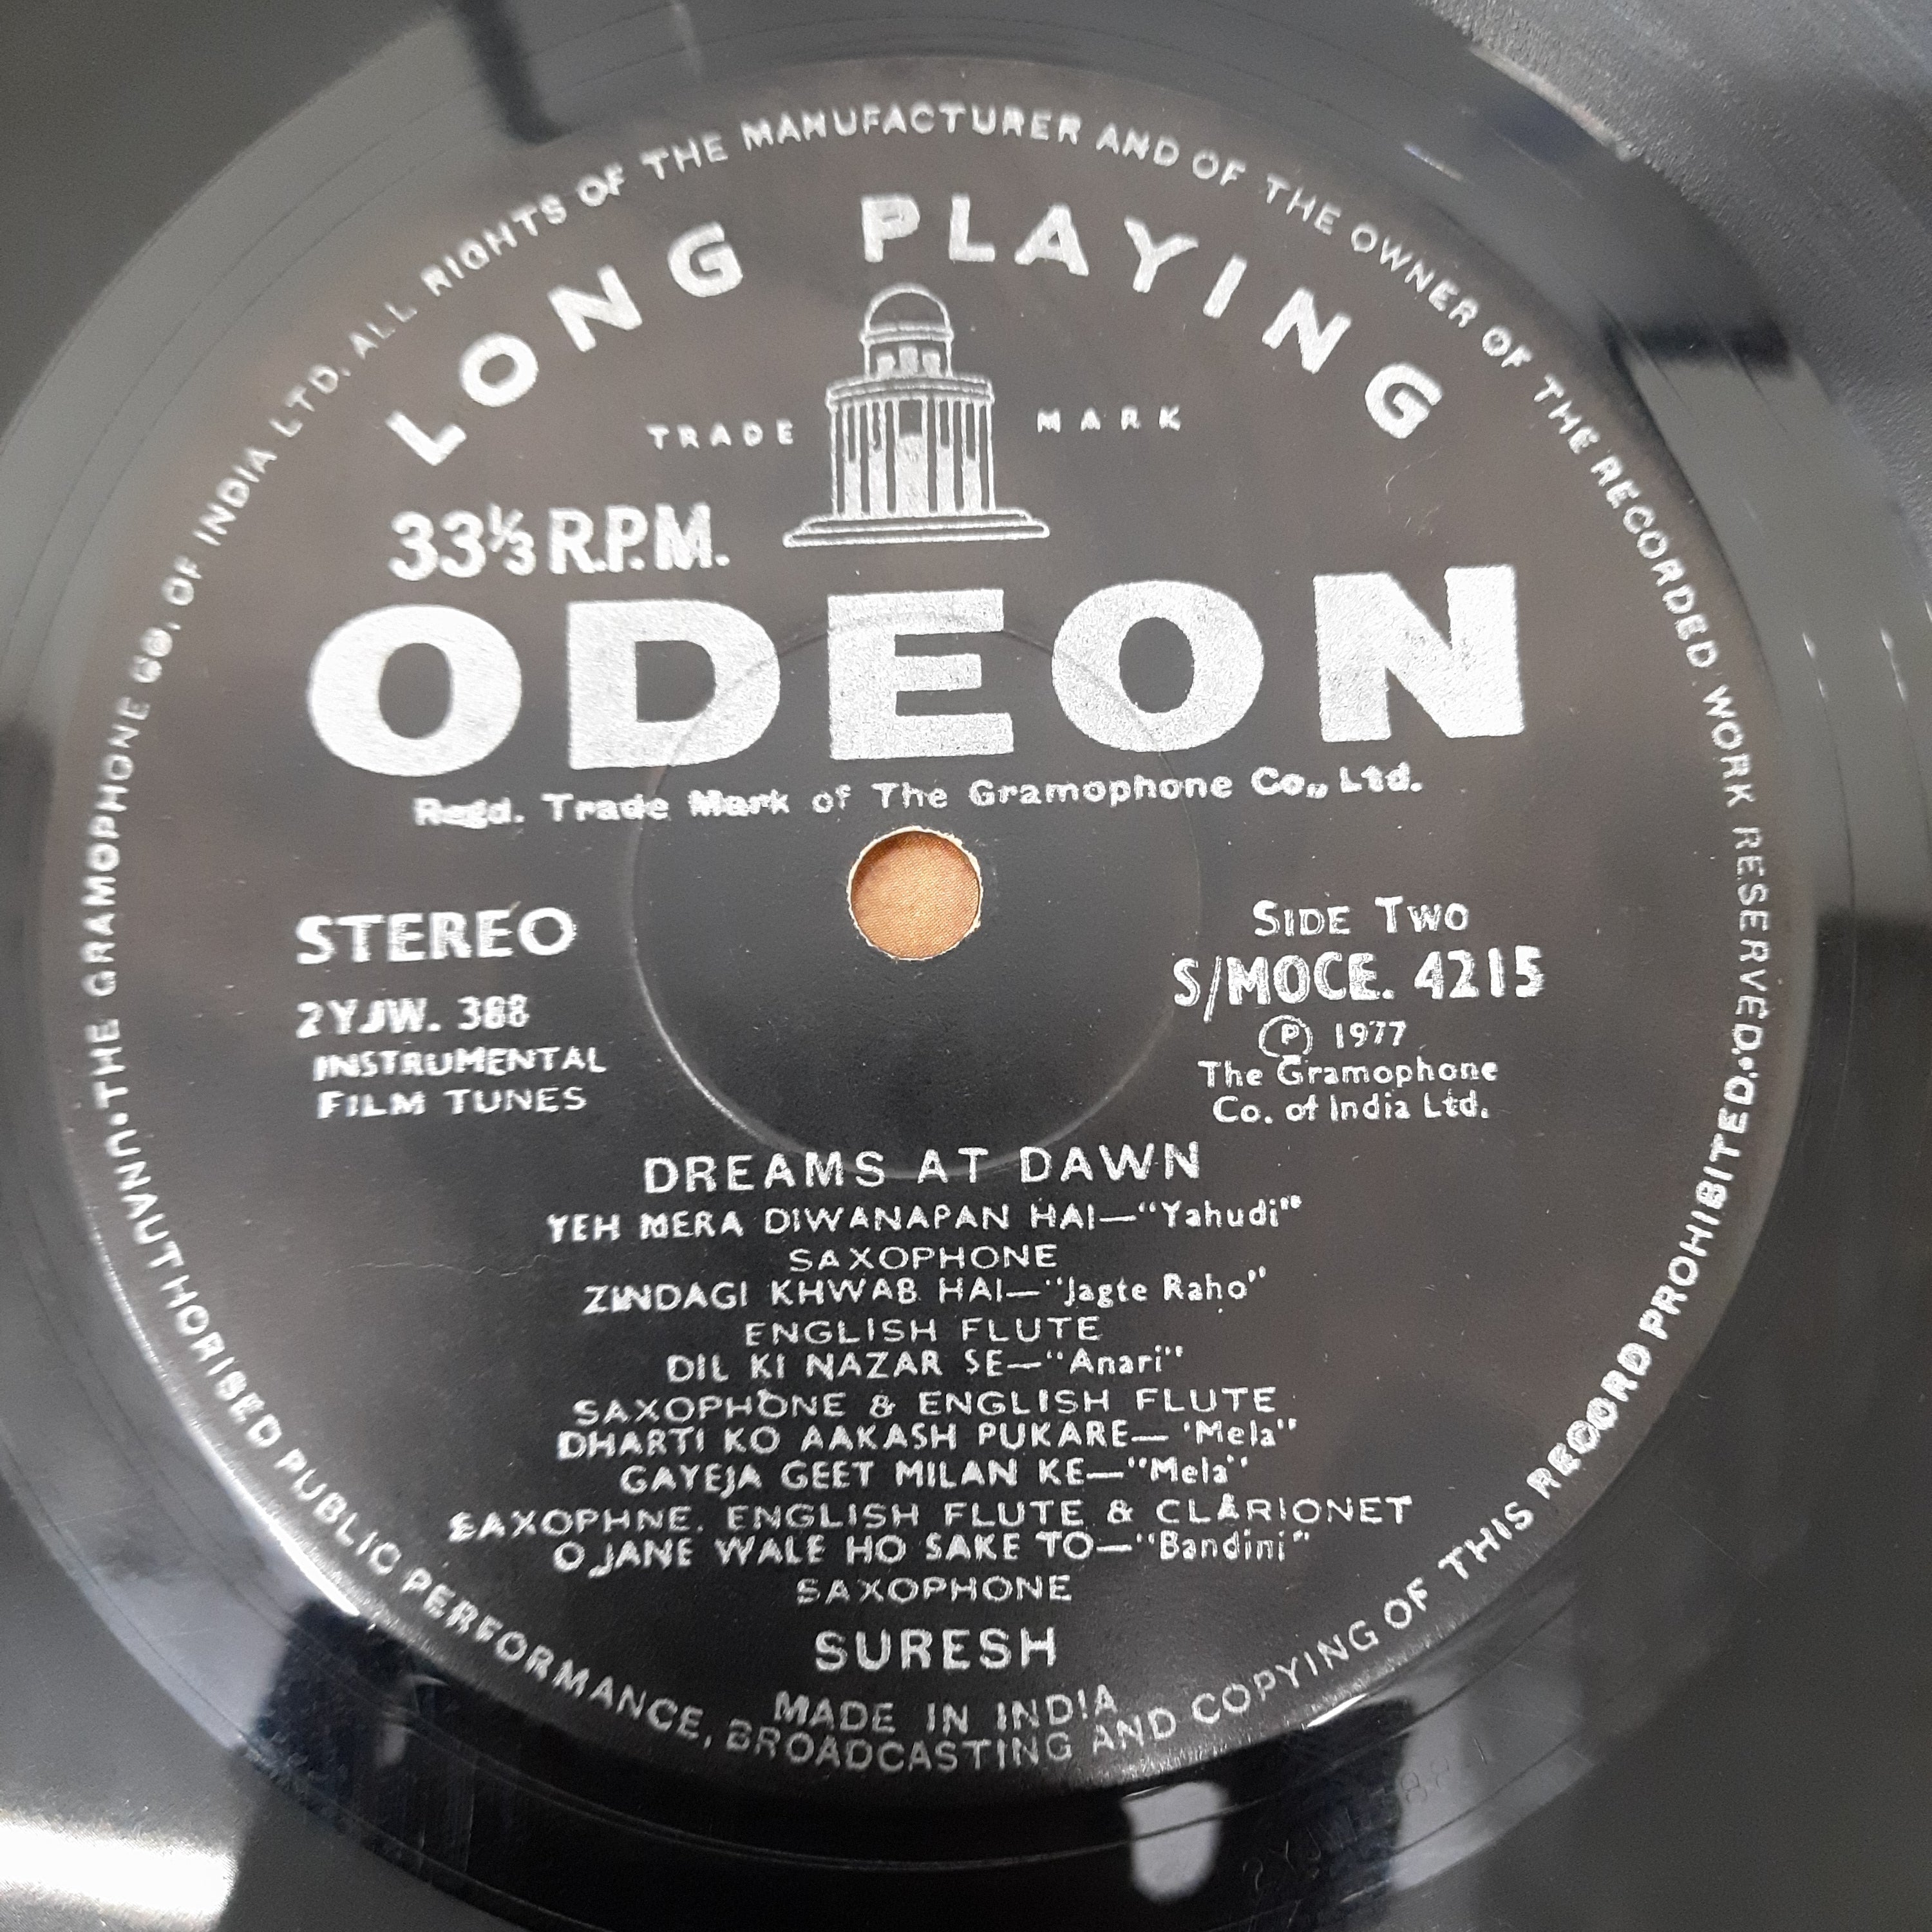 THE GRAMOPHONE CO. OF INDIA LTD. ALL RIGHTS OF THE MANUFACTURER AND OF THE OWNER OF THE RECORDED WORK RESERVED.
LONG PLAYING
TRADE MARK
33⅓ R.P.M.
ODEON
Regd. Trade Mark of The Gramophone Co., Ltd.
STEREO
2YJW. 388
INSTRUMENTAL
FILM TUNES
SIDE TWO
S/MOCE. 4215
Ⓟ 1977
The Gramophone
Co. of India Ltd.
DREAMS AT DAWN
YEH MERA DIWANAPAN HAI—"Yahudi"
SAXOPHONE
ZINDAGI KHWAB HAI—"Jagte Raho"
ENGLISH FLUTE
DIL KI NAZAR SE—"Anari"
SAXOPHONE & ENGLISH FLUTE
DHARTI KO AAKASH PUKARE—'Mela"
GAYEJA GEET MILAN KE—"Mela"
SAXOPHNE. ENGLISH FLUTE & CLARIONET
O JANE WALE HO SAKE TO—"Bandini"
SAXOPHONE
SURESH
MADE IN INDIA
UNAUTHORISED PUBLIC PERFORMANCE, BROADCASTING AND COPYING OF THIS RECORD PROHIBITED.